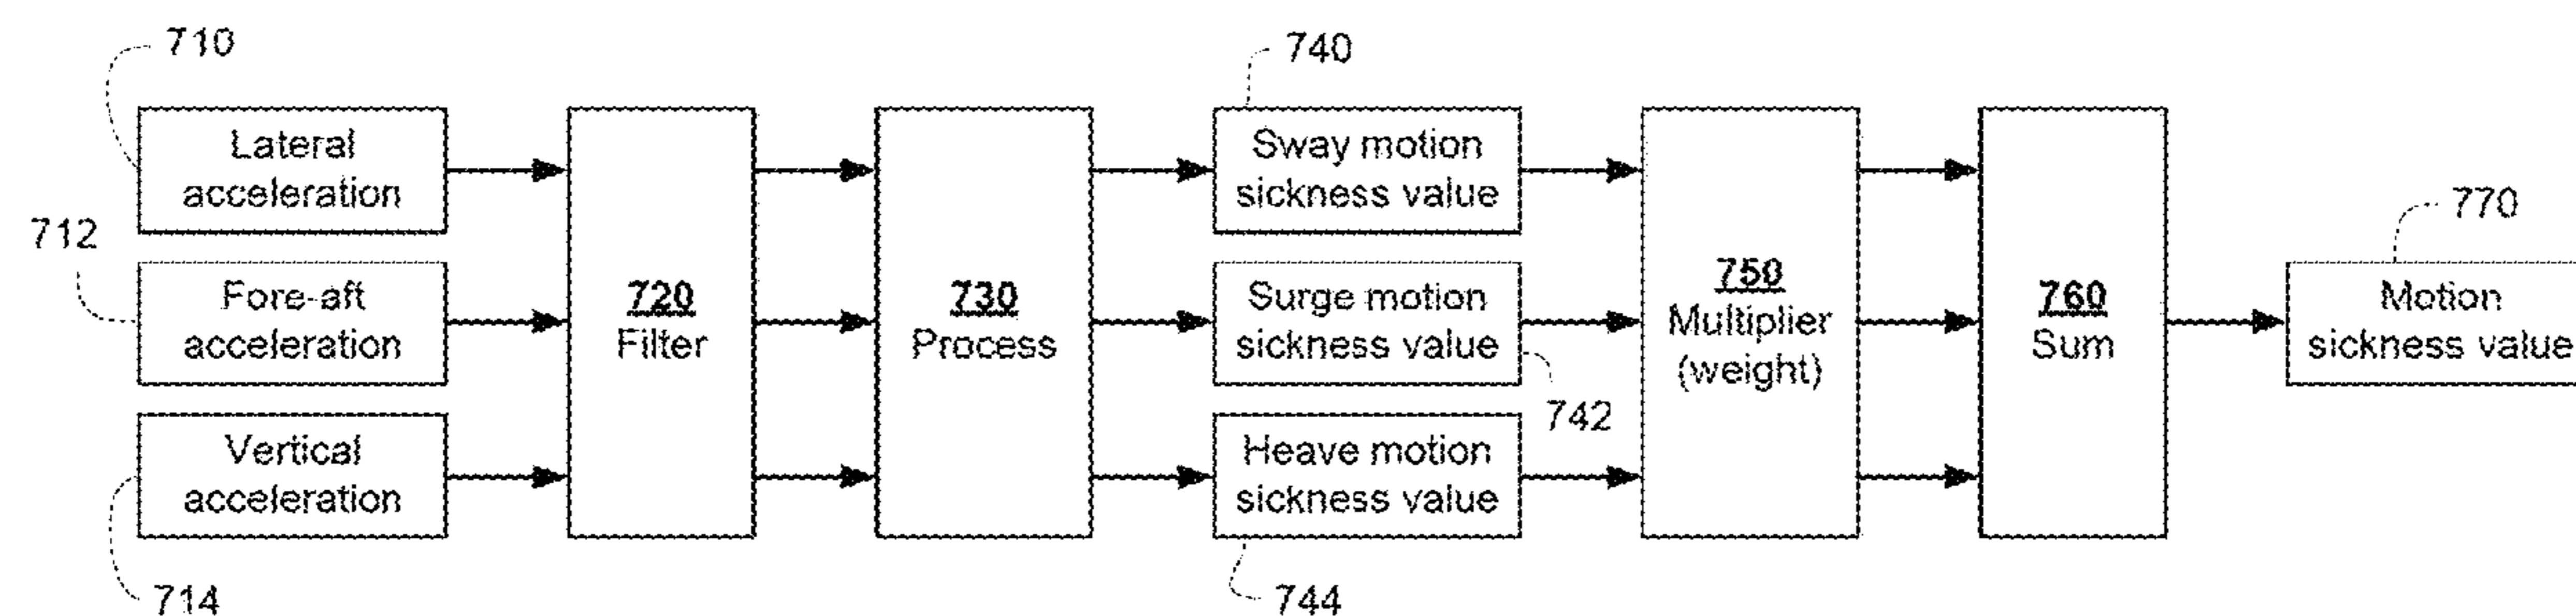 710
Lateral
acceleration
712
Fore-aft
acceleration
Vertical
acceleration
714
720
Filter
730
Process
740
Sway motion
sickness value
Surge motion
sickness value
742
Heave motion
sickness value
744
750
Multiplier
(weight)
760
Sum
770
Motion
sickness value